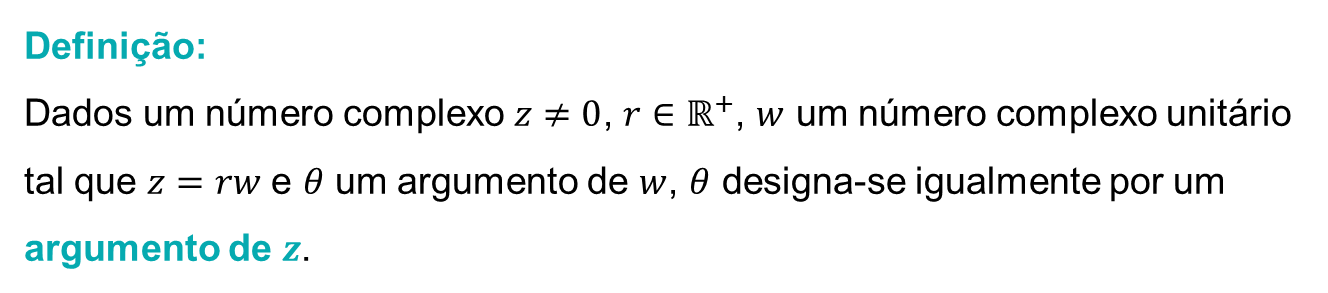 Definição:
Dados um número complexo 𝑧 ≠ 0, 𝑟 ∈ ℝ⁺, 𝑤 um número complexo unitário
tal que 𝑧 = 𝑟𝑤 e 𝜃 um argumento de 𝑤, 𝜃 designa-se igualmente por um
argumento de 𝒛.